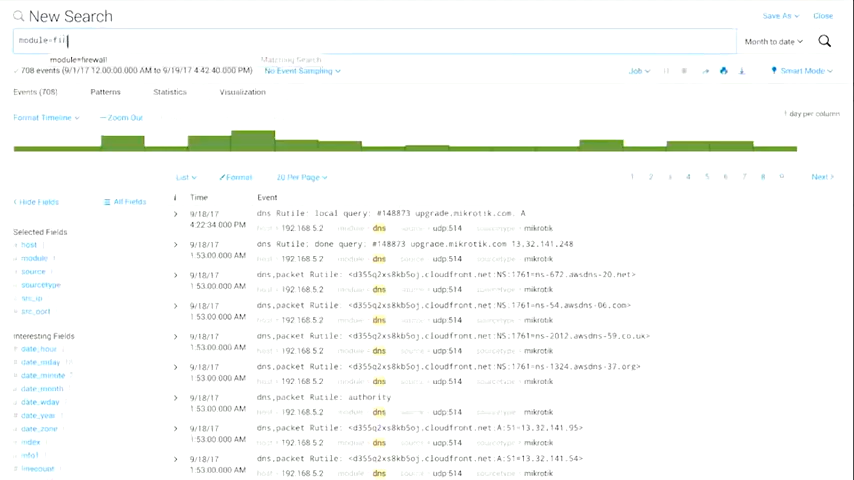 New Search
Save As
Close
module=fii
Month to date
module=firewall
Matching Search
708 events (9/1/17 12:00:00.000 AM to 9/19/17 4:42:40.000 PM)
No Event Sampling
Job
Smart Mode
Events (708)
Patterns
Statistics
Visualization
Format Timeline
— Zoom Out
1 day per column
List
Format
20 Per Page
1 2 3 4 5 6 7 8 9 Next
< Hide Fields
All Fields
i Time Event
Selected Fields
host
module
source
sourcetype
src_ip
src_port
Interesting Fields
date_hour
date_mday
date_minute
date_month
date_wday
date_year
date_zone
index
linecount
9/18/17 dns Rutile: local query: #148873 upgrade.mikrotik.com. A
4:22:34.000 PM host = 192.168.5.2 module = dns source = udp:514 sourcetype = mikrotik
9/18/17 dns Rutile: done query: #148873 upgrade.mikrotik.com 13.32.141.248
1:53:00.000 AM host = 192.168.5.2 module = dns source = udp:514 sourcetype = mikrotik
9/18/17 dns,packet Rutile: <d355q2xs8kb5oj.cloudfront.net:NS:1761=ns-672.awsdns-20.net>
1:53:00.000 AM host = 192.168.5.2 module = dns source = udp:514 sourcetype = mikrotik
9/18/17 dns,packet Rutile: <d355q2xs8kb5oj.cloudfront.net:NS:1761=ns-54.awsdns-06.com>
1:53:00.000 AM host = 192.168.5.2 module = dns source = udp:514 sourcetype = mikrotik
9/18/17 dns,packet Rutile: <d355q2xs8kb5oj.cloudfront.net:NS:1761=ns-2012.awsdns-59.co.ux>
1:53:00.000 AM host = 192.168.5.2 module = dns source = udp:514 sourcetype = mikrotik
9/18/17 dns,packet Rutile: <d355q2xs8kb5oj.cloudfront.net:NS:1761=ns-1324.awsdns-37.org>
1:53:00.000 AM host = 192.168.5.2 module = dns source = udp:514 sourcetype = mikrotik
9/18/17 dns,packet Rutile: authority
1:53:00.000 AM host = 192.168.5.2 module = dns source = udp:514 sourcetype = mikrotik
9/18/17 dns,packet Rutile: <d355q2xs8kb5oj.cloudfront.net:A:51=13.32.141.95>
1:53:00.000 AM host = 192.168.5.2 module = dns source = udp:514 sourcetype = mikrotik
9/18/17 dns,packet Rutile: <d355q2xs8kb5oj.cloudfront.net:A:51=13.32.141.54>
1:53:00.000 AM host = 192.168.5.2 module = dns source = udp:514 sourcetype = mikrotik